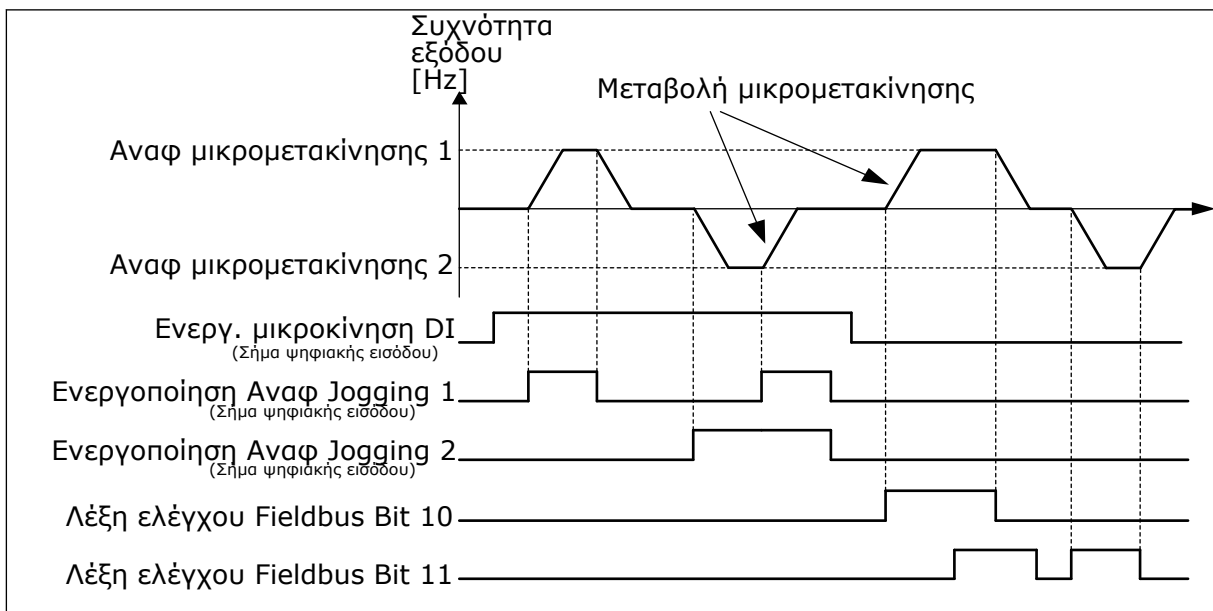 Συχνότητα
εξόδου
[Hz]
Μεταβολή μικρομετακίνησης
Αναφ μικρομετακίνησης 1
Αναφ μικρομετακίνησης 2
Ενεργ. μικροκίνηση DI
(Σήμα ψηφιακής εισόδου)
Ενεργοποίηση Αναφ Jogging 1
(Σήμα ψηφιακής εισόδου)
Ενεργοποίηση Αναφ Jogging 2
(Σήμα ψηφιακής εισόδου)
Λέξη ελέγχου Fieldbus Bit 10
Λέξη ελέγχου Fieldbus Bit 11